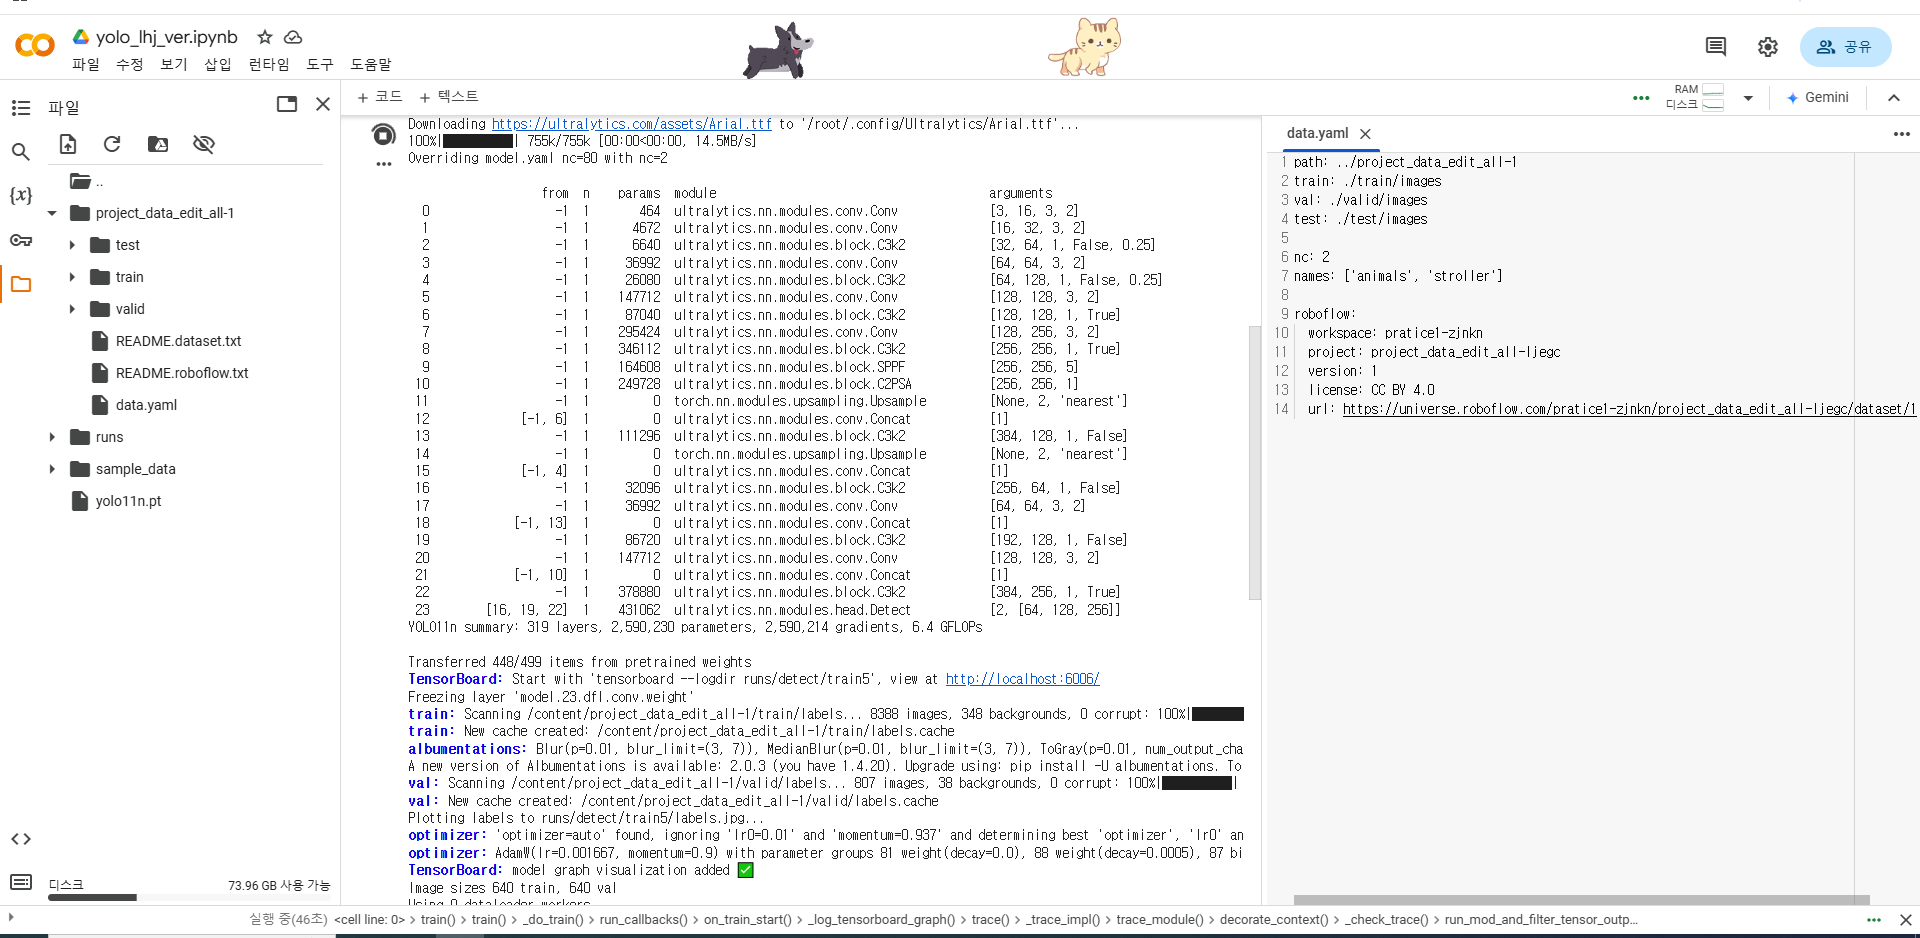 yolo_lhj_ver.ipynb
파일 수정 보기 삽입 런타임 도구 도움말
공유
파일
+ 코드 + 텍스트
RAM
디스크
Gemini
..
project_data_edit_all-1
test
train
valid
README.dataset.txt
README.roboflow.txt
data.yaml
runs
sample_data
yolo11n.pt
디스크 73.96 GB 사용 가능
Downloading https://ultralytics.com/assets/Arial.ttf to '/root/.config/Ultralytics/Arial.ttf'...
100%|██████████| 755k/755k [00:00<00:00, 14.5MB/s]
Overriding model.yaml nc=80 with nc=2
from n params module arguments
0 -1 1 464 ultralytics.nn.modules.conv.Conv [3, 16, 3, 2]
1 -1 1 4672 ultralytics.nn.modules.conv.Conv [16, 32, 3, 2]
2 -1 1 6640 ultralytics.nn.modules.block.C3k2 [32, 64, 1, False, 0.25]
3 -1 1 36992 ultralytics.nn.modules.conv.Conv [64, 64, 3, 2]
4 -1 1 26080 ultralytics.nn.modules.block.C3k2 [64, 128, 1, False, 0.25]
5 -1 1 147712 ultralytics.nn.modules.conv.Conv [128, 128, 3, 2]
6 -1 1 87040 ultralytics.nn.modules.block.C3k2 [128, 128, 1, True]
7 -1 1 295424 ultralytics.nn.modules.conv.Conv [128, 256, 3, 2]
8 -1 1 346112 ultralytics.nn.modules.block.C3k2 [256, 256, 1, True]
9 -1 1 164608 ultralytics.nn.modules.block.SPPF [256, 256, 5]
10 -1 1 249728 ultralytics.nn.modules.block.C2PSA [256, 256, 1]
11 -1 1 0 torch.nn.modules.upsampling.Upsample [None, 2, 'nearest']
12 [-1, 6] 1 0 ultralytics.nn.modules.conv.Concat [1]
13 -1 1 111296 ultralytics.nn.modules.block.C3k2 [384, 128, 1, False]
14 -1 1 0 torch.nn.modules.upsampling.Upsample [None, 2, 'nearest']
15 [-1, 4] 1 0 ultralytics.nn.modules.conv.Concat [1]
16 -1 1 32096 ultralytics.nn.modules.block.C3k2 [256, 64, 1, False]
17 -1 1 36992 ultralytics.nn.modules.conv.Conv [64, 64, 3, 2]
18 [-1, 13] 1 0 ultralytics.nn.modules.conv.Concat [1]
19 -1 1 86720 ultralytics.nn.modules.block.C3k2 [192, 128, 1, False]
20 -1 1 147712 ultralytics.nn.modules.conv.Conv [128, 128, 3, 2]
21 [-1, 10] 1 0 ultralytics.nn.modules.conv.Concat [1]
22 -1 1 378880 ultralytics.nn.modules.block.C3k2 [384, 256, 1, True]
23 [16, 19, 22] 1 431062 ultralytics.nn.modules.head.Detect [2, [64, 128, 256]]
YOLO11n summary: 319 layers, 2,590,230 parameters, 2,590,214 gradients, 6.4 GFLOPs
Transferred 448/499 items from pretrained weights
TensorBoard: Start with 'tensorboard --logdir runs/detect/train5', view at http://localhost:6006/
Freezing layer 'model.23.dfl.conv.weight'
train: Scanning /content/project_data_edit_all-1/train/labels... 8388 images, 348 backgrounds, 0 corrupt: 100%|
train: New cache created: /content/project_data_edit_all-1/train/labels.cache
albumentations: Blur(p=0.01, blur_limit=(3, 7)), MedianBlur(p=0.01, blur_limit=(3, 7)), ToGray(p=0.01, num_output_cha
A new version of Albumentations is available: 2.0.3 (you have 1.4.20). Upgrade using: pip install -U albumentations. To
val: Scanning /content/project_data_edit_all-1/valid/labels... 807 images, 38 backgrounds, 0 corrupt: 100%|██████████|
val: New cache created: /content/project_data_edit_all-1/valid/labels.cache
Plotting labels to runs/detect/train5/labels.jpg...
optimizer: 'optimizer=auto' found, ignoring 'lr0=0.01' and 'momentum=0.937' and determining best 'optimizer', 'lr0' an
optimizer: AdamW(lr=0.001667, momentum=0.9) with parameter groups 81 weight(decay=0.0), 88 weight(decay=0.0005), 87 bi
TensorBoard: model graph visualization added ✅
Image sizes 640 train, 640 val
Using 0 dataloader workers
data.yaml
1 path: ../project_data_edit_all-1
2 train: ./train/images
3 val: ./valid/images
4 test: ./test/images
5
6 nc: 2
7 names: ['animals', 'stroller']
8
9 roboflow:
10 workspace: pratice1-zjnkn
11 project: project_data_edit_all-ljegc
12 version: 1
13 license: CC BY 4.0
14 url: https://universe.roboflow.com/pratice1-zjnkn/project_data_edit_all-ljegc/dataset/1
실행 중(46초) <cell line: 0> > train() > train() > _do_train() > run_callbacks() > on_train_start() > _log_tensorboard_graph() > trace() > _trace_impl() > trace_module() > decorate_context() > _check_trace() > run_mod_and_filter_tensor_outp...